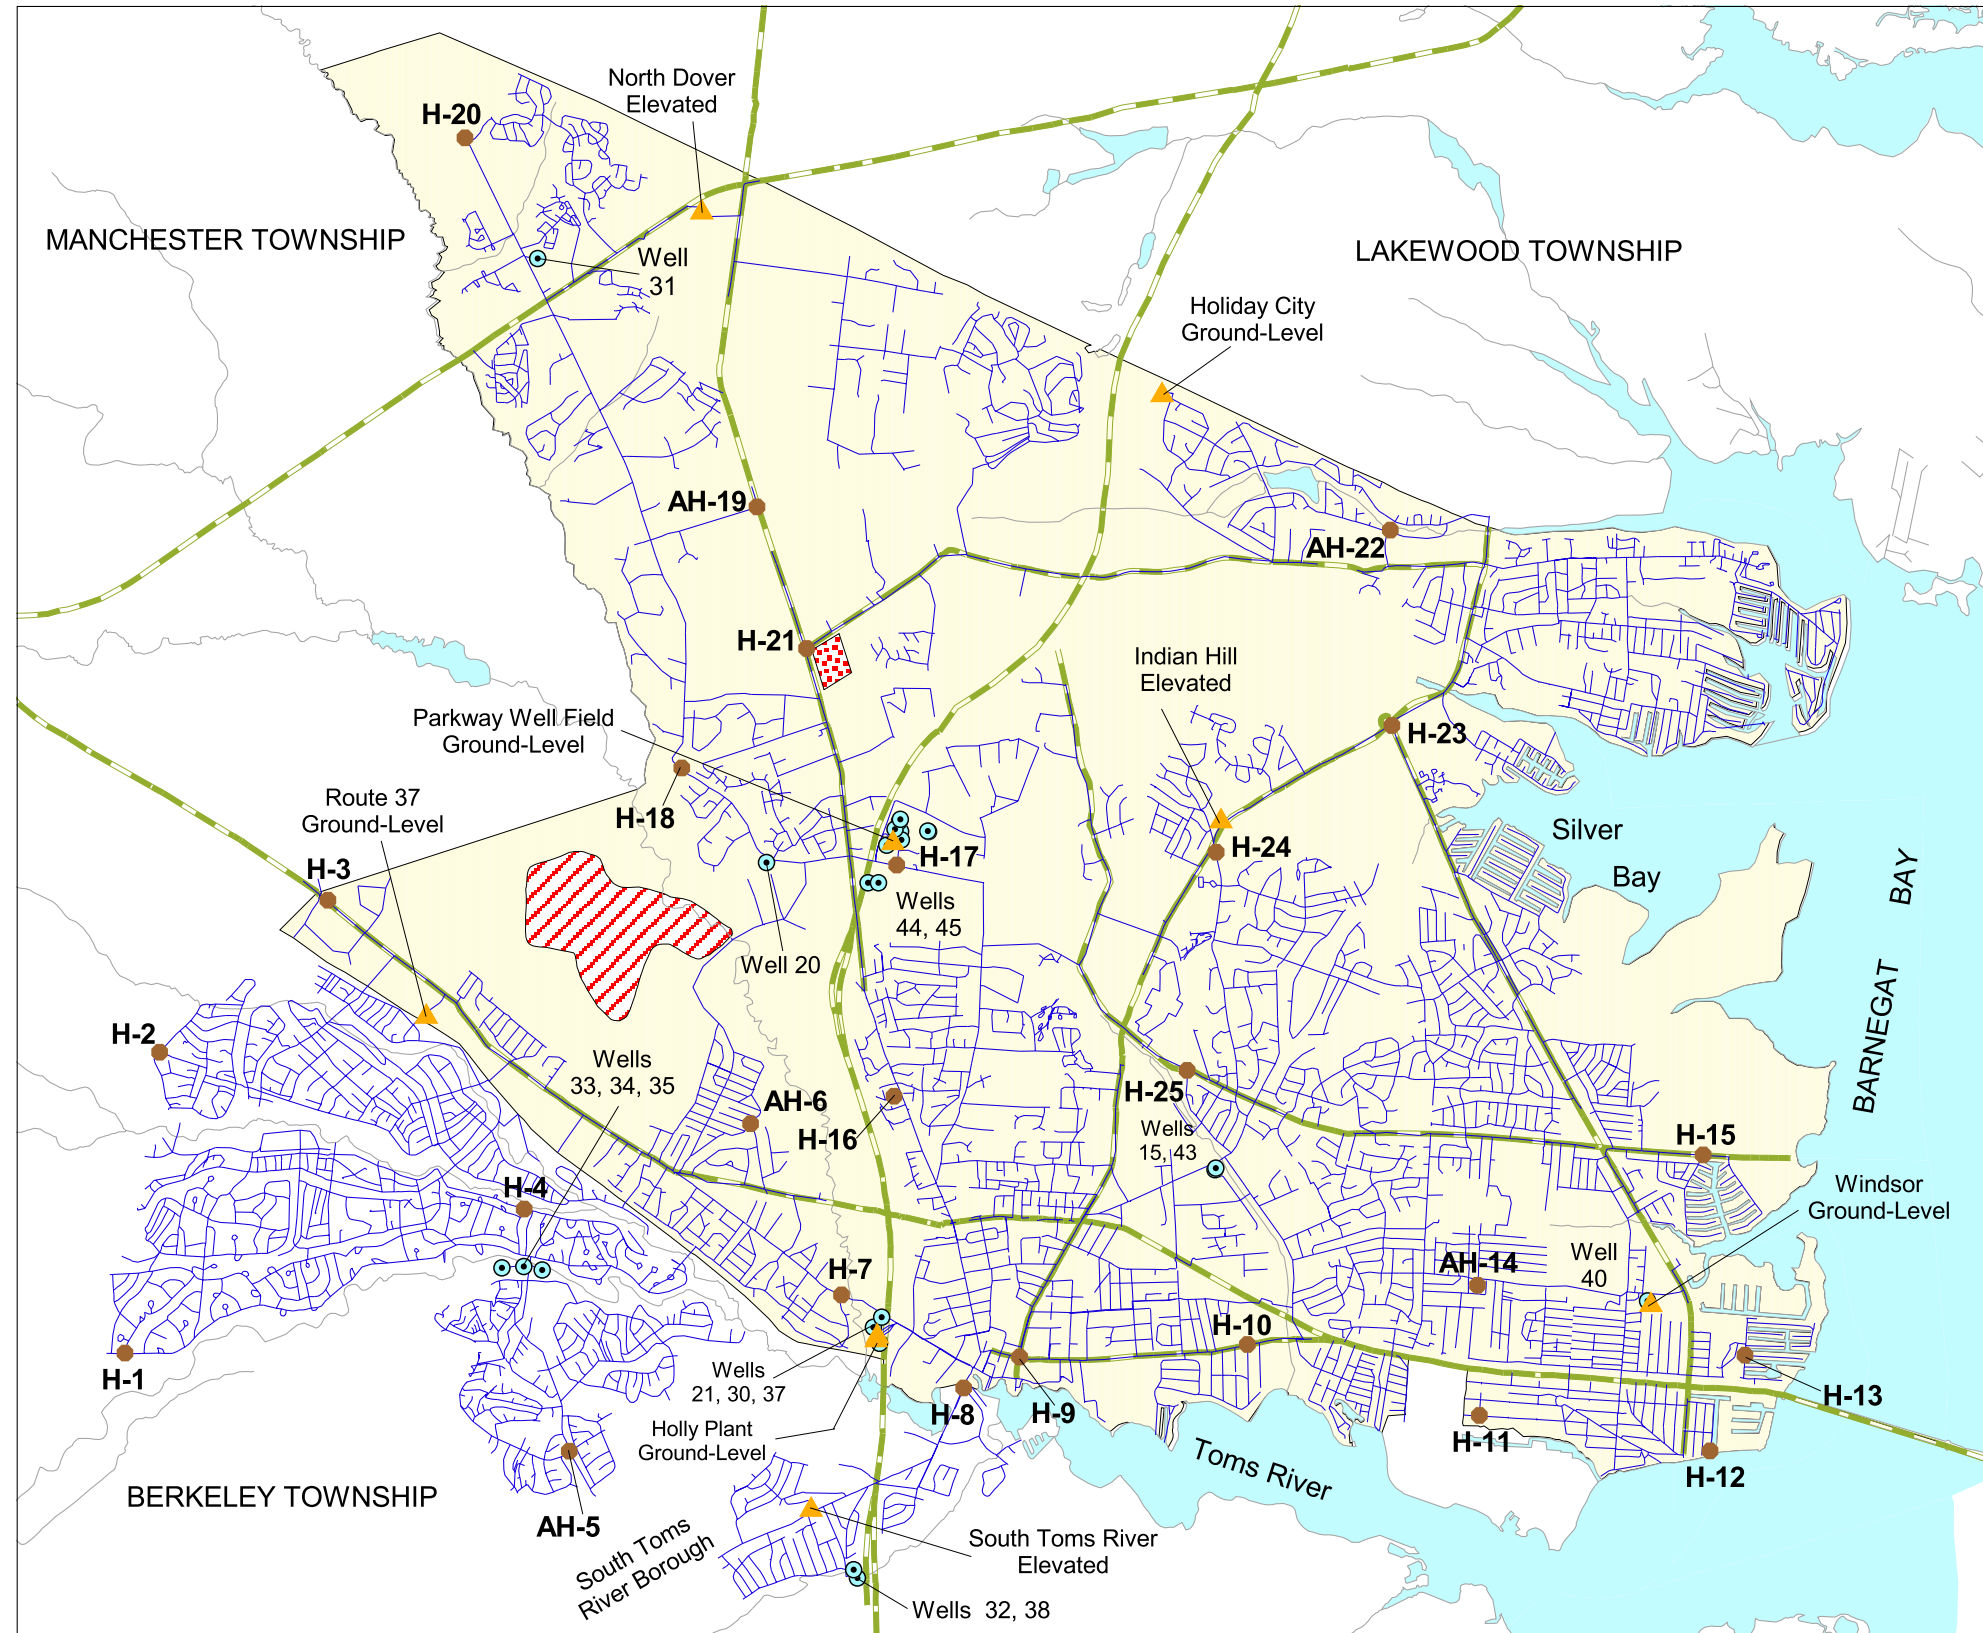 North Dover
Elevated
H-20
MANCHESTER TOWNSHIP
Well
31
LAKEWOOD TOWNSHIP
Holiday City
Ground-Level
AH-19
AH-22
H-21
Indian Hill
Elevated
Parkway Well Field
Ground-Level
H-23
Route 37
Ground-Level
H-18
Silver
Bay
H-24
H-17
H-3
BARNEGAT BAY
Wells
44, 45
Well 20
H-2
Wells
33, 34, 35
H-25
AH-6
H-16
Wells
15, 43
H-15
H-4
Windsor
Ground-Level
Well
40
AH-14
H-7
H-10
H-1
Wells
21, 30, 37
H-13
H-8
H-9
Holly Plant
Ground-Level
H-11
Toms River
H-12
BERKELEY TOWNSHIP
AH-5
South Toms
River Borough
South Toms River
Elevated
Wells 32, 38